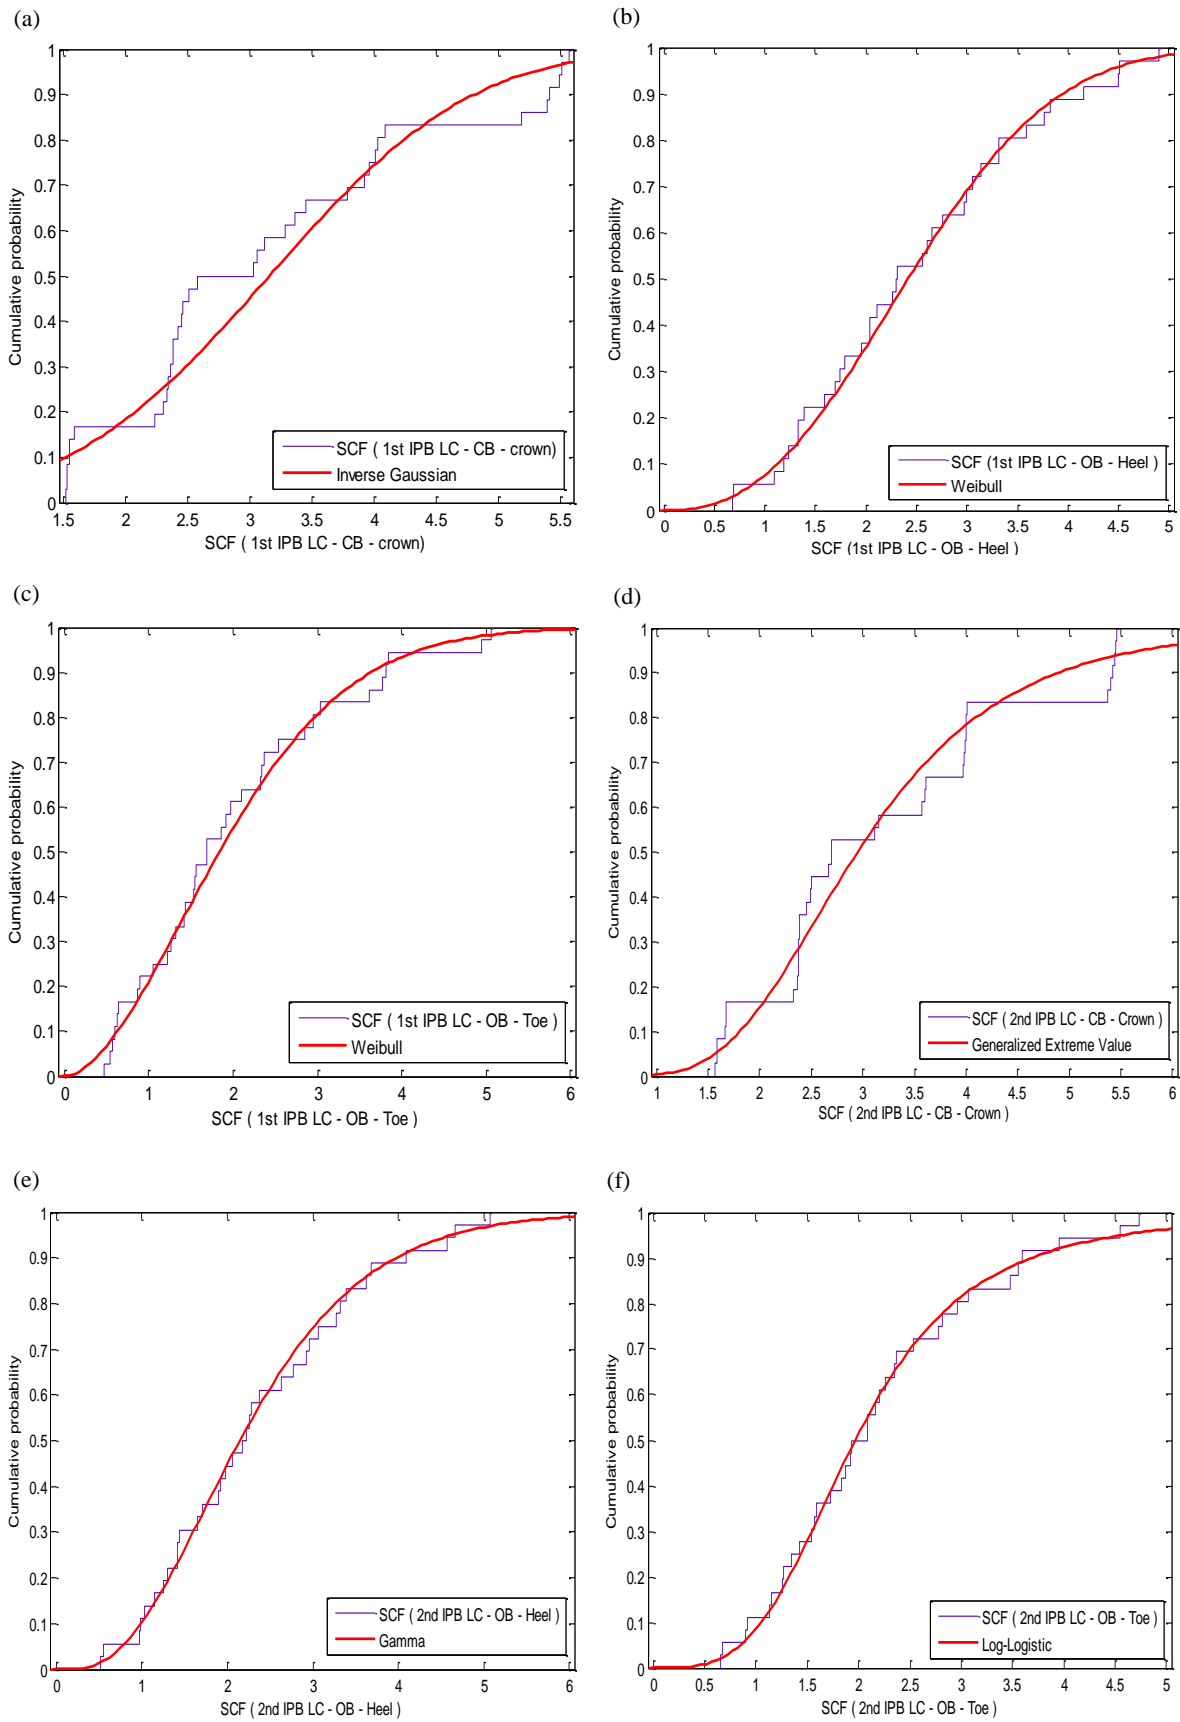 (a)
(b)
1
0.9
0.8
0.7
0.6
0.5
0.4
0.3
0.2
0.1
0
Cumulative probability
SCF ( 1st IPB LC - CB - crown)
Inverse Gaussian
1.5 2 2.5 3 3.5 4 4.5 5 5.5
SCF ( 1st IPB LC - CB - crown)
1
0.9
0.8
0.7
0.6
0.5
0.4
0.3
0.2
0.1
0
Cumulative probability
SCF (1st IPB LC - OB - Heel )
Weibull
0 0.5 1 1.5 2 2.5 3 3.5 4 4.5 5
SCF (1st IPB LC - OB - Heel )
(c)
(d)
1
0.9
0.8
0.7
0.6
0.5
0.4
0.3
0.2
0.1
0
Cumulative probability
SCF ( 1st IPB LC - OB - Toe )
Weibull
0 1 2 3 4 5 6
SCF ( 1st IPB LC - OB - Toe )
1
0.9
0.8
0.7
0.6
0.5
0.4
0.3
0.2
0.1
0
Cumulative probability
SCF ( 2nd IPB LC - CB - Crown )
Generalized Extreme Value
1 1.5 2 2.5 3 3.5 4 4.5 5 5.5 6
SCF ( 2nd IPB LC - CB - Crown )
(e)
(f)
1
0.9
0.8
0.7
0.6
0.5
0.4
0.3
0.2
0.1
0
Cumulative probability
SCF ( 2nd IPB LC - OB - Heel )
Gamma
0 1 2 3 4 5 6
SCF ( 2nd IPB LC - OB - Heel )
1
0.9
0.8
0.7
0.6
0.5
0.4
0.3
0.2
0.1
0
Cumulative probability
SCF ( 2nd IPB LC - OB - Toe )
Log-Logistic
0 0.5 1 1.5 2 2.5 3 3.5 4 4.5 5
SCF ( 2nd IPB LC - OB - Toe )